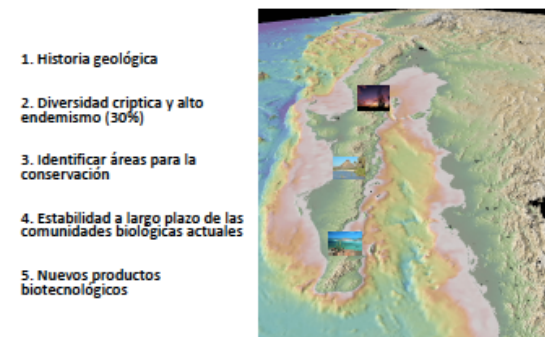 1. Historia geológica
2. Diversidad criptica y alto
endemismo (30%)
3. Identificar áreas para la
conservación
4. Estabilidad a largo plazo de las
comunidades biológicas actuales
5. Nuevos productos
biotecnológicos